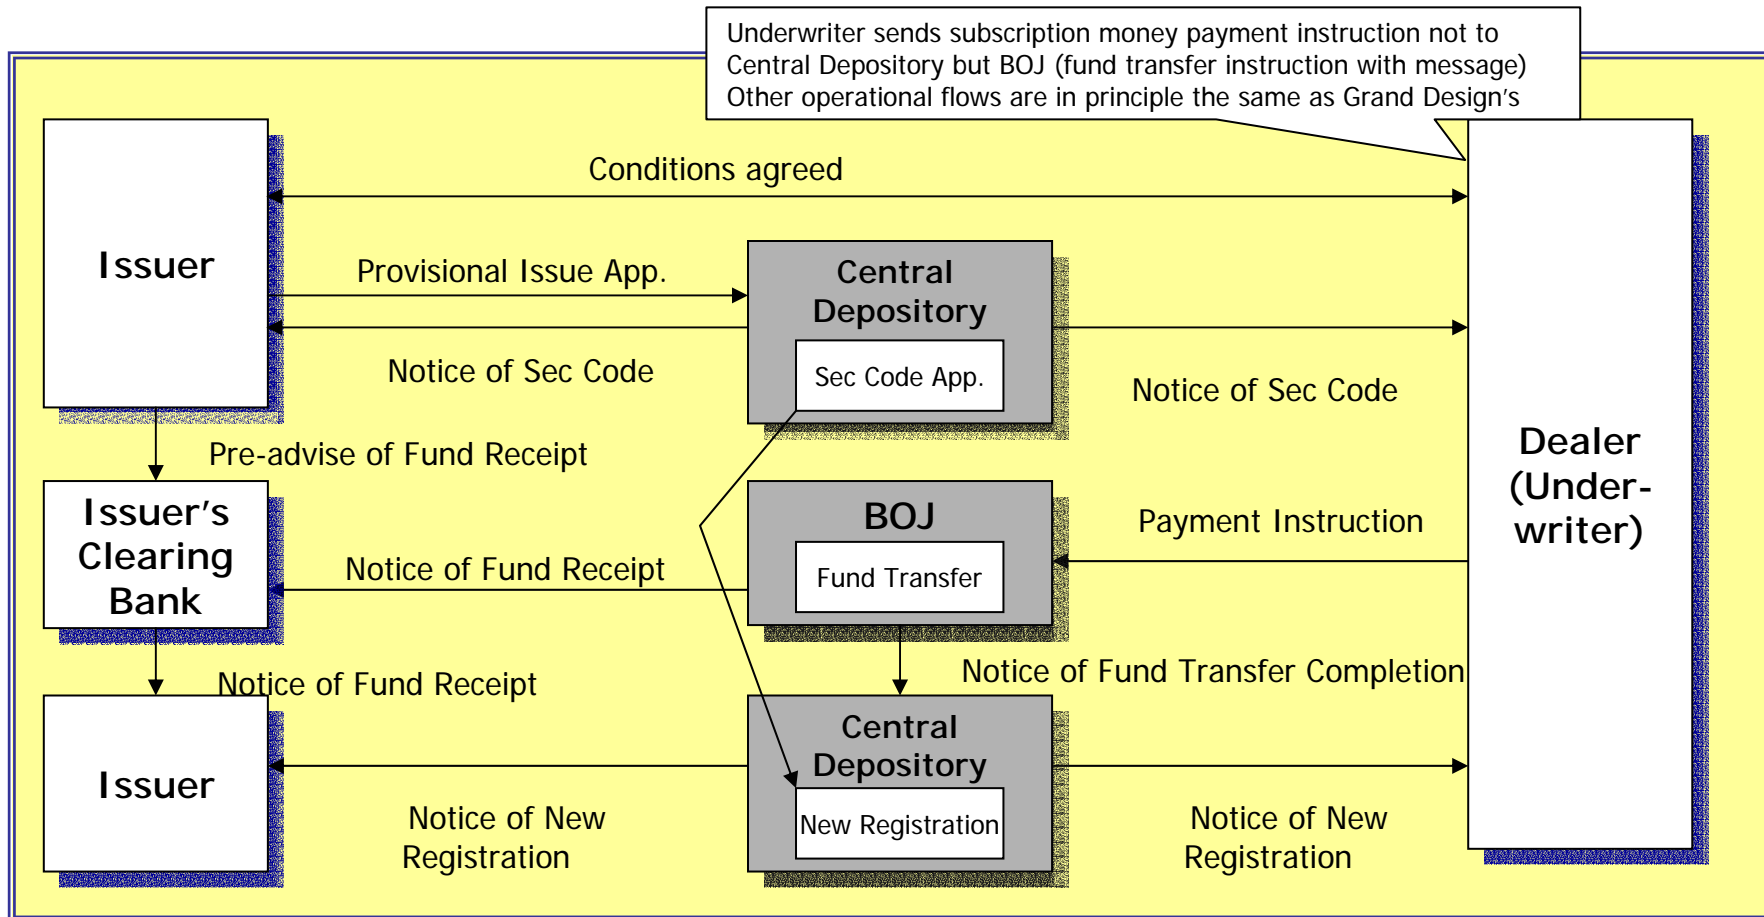 Underwriter sends subscription money payment instruction not to
Central Depository but BOJ (fund transfer instruction with message)
Other operational flows are in principle the same as Grand Design's
Conditions agreed
Issuer
Provisional Issue App.
Central
Depository
Sec Code App.
Notice of Sec Code
Notice of Sec Code
Dealer
(Under-
writer)
Pre-advise of Fund Receipt
Issuer's
Clearing
Bank
BOJ
Fund Transfer
Payment Instruction
Notice of Fund Receipt
Notice of Fund Receipt
Notice of Fund Transfer Completion
Issuer
Central
Depository
New Registration
Notice of New
Registration
Notice of New
Registration